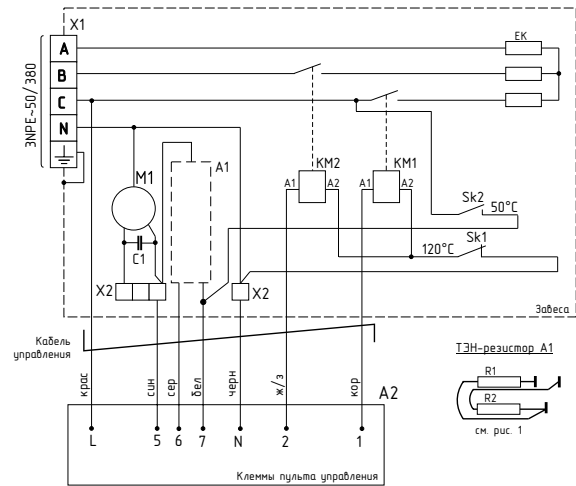 X1
3NPE~50/380
A
B
C
N
EK
M1
A1
KM2
KM1
A1
A2
A1
A2
Sk2
50°C
Sk1
120°C
C1
X2
X2
Завеса
Кабель
управления
крас
син
сер
бел
черн
ж/з
кор
A2
L
5
6
7
N
2
1
Клеммы пульта управления
ТЭН-резистор А1
R1
R2
см. рис. 1